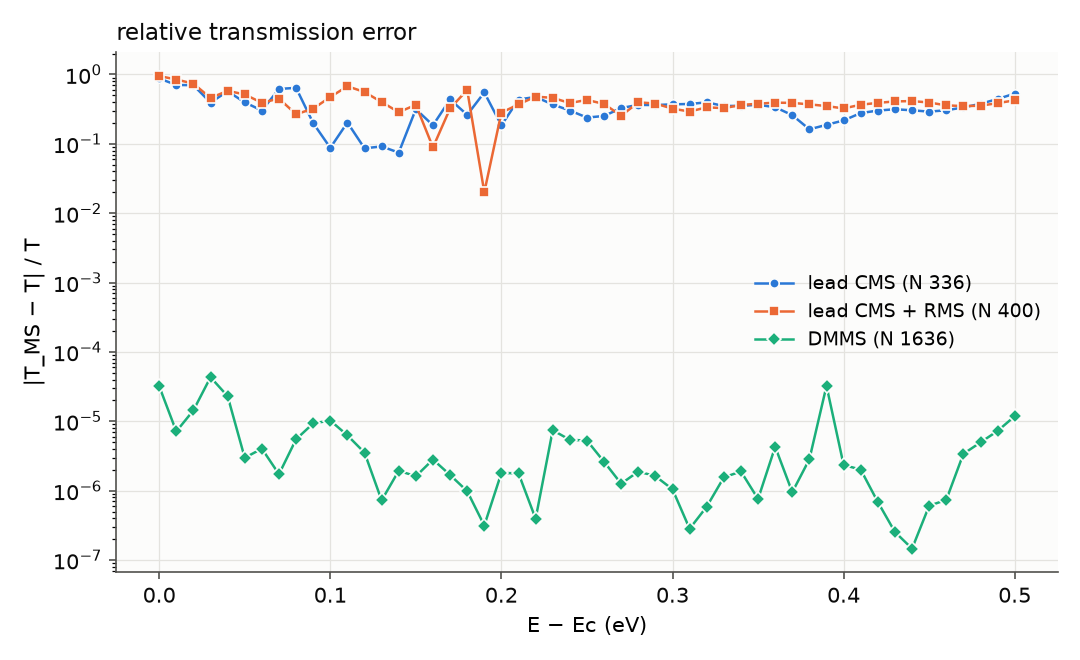 relative transmission error
10⁰
10⁻¹
10⁻²
10⁻³
10⁻⁴
10⁻⁵
10⁻⁶
10⁻⁷
|T_MS − T| / T
lead CMS (N 336)
lead CMS + RMS (N 400)
DMMS (N 1636)
0.0 0.1 0.2 0.3 0.4 0.5
E − Ec (eV)